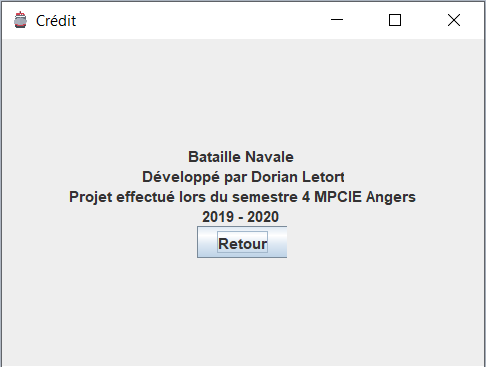 Crédit
Bataille Navale
Développé par Dorian Letort
Projet effectué lors du semestre 4 MPCIE Angers
2019 - 2020
Retour